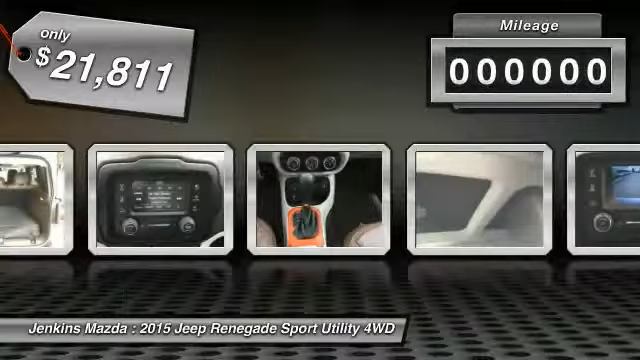 only
$21,811
Mileage
000000
Jenkins Mazda : 2015 Jeep Renegade Sport Utility 4WD